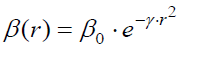 β(r) = β₀ · e^{-γ·r²}